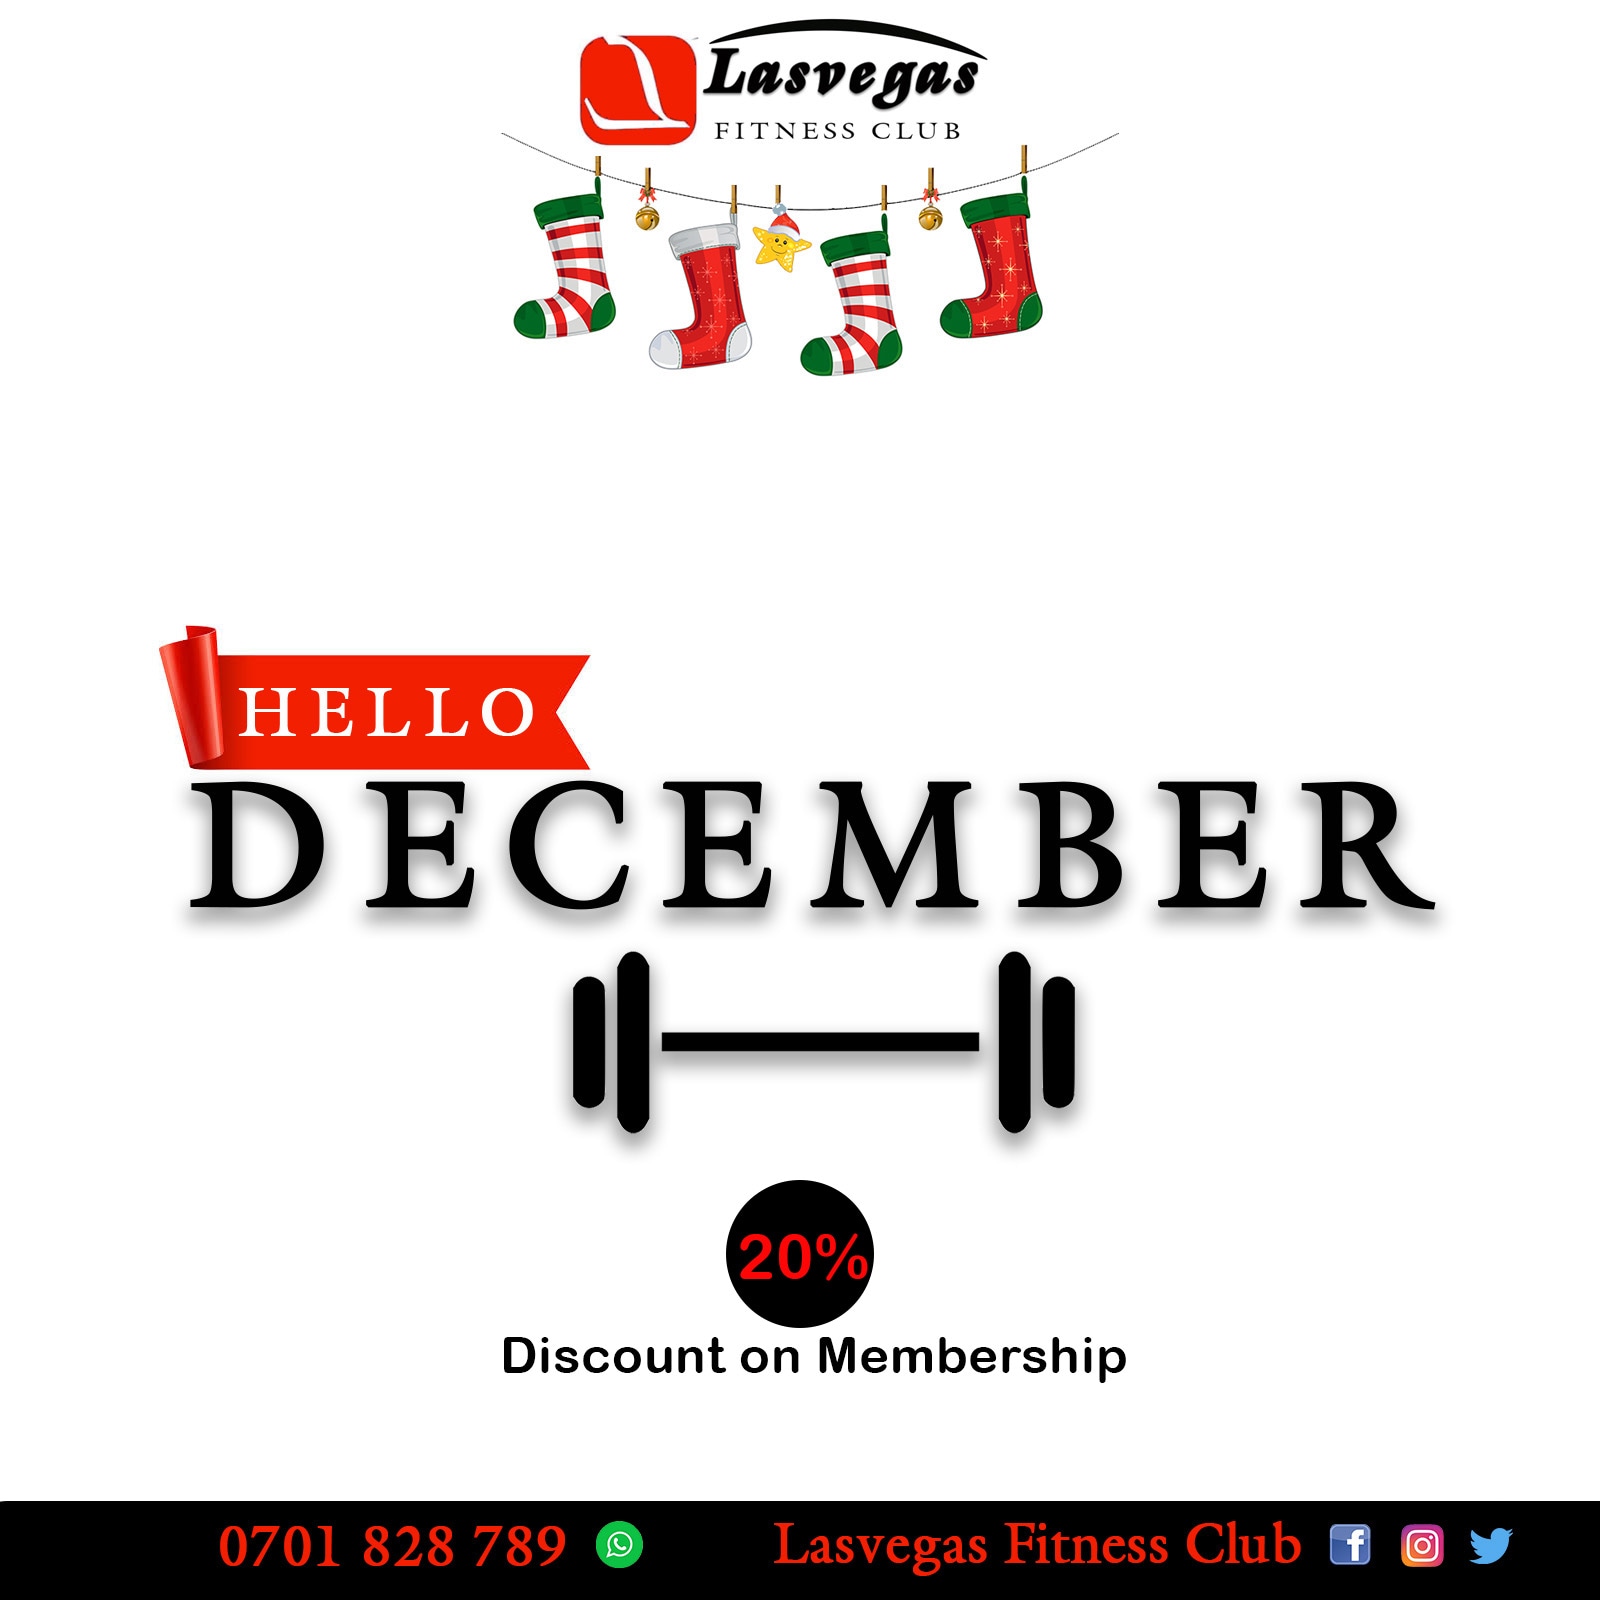 Lasvegas
FITNESS CLUB
HELLO
DECEMBER
20%
Discount on Membership
0701 828 789
Lasvegas Fitness Club